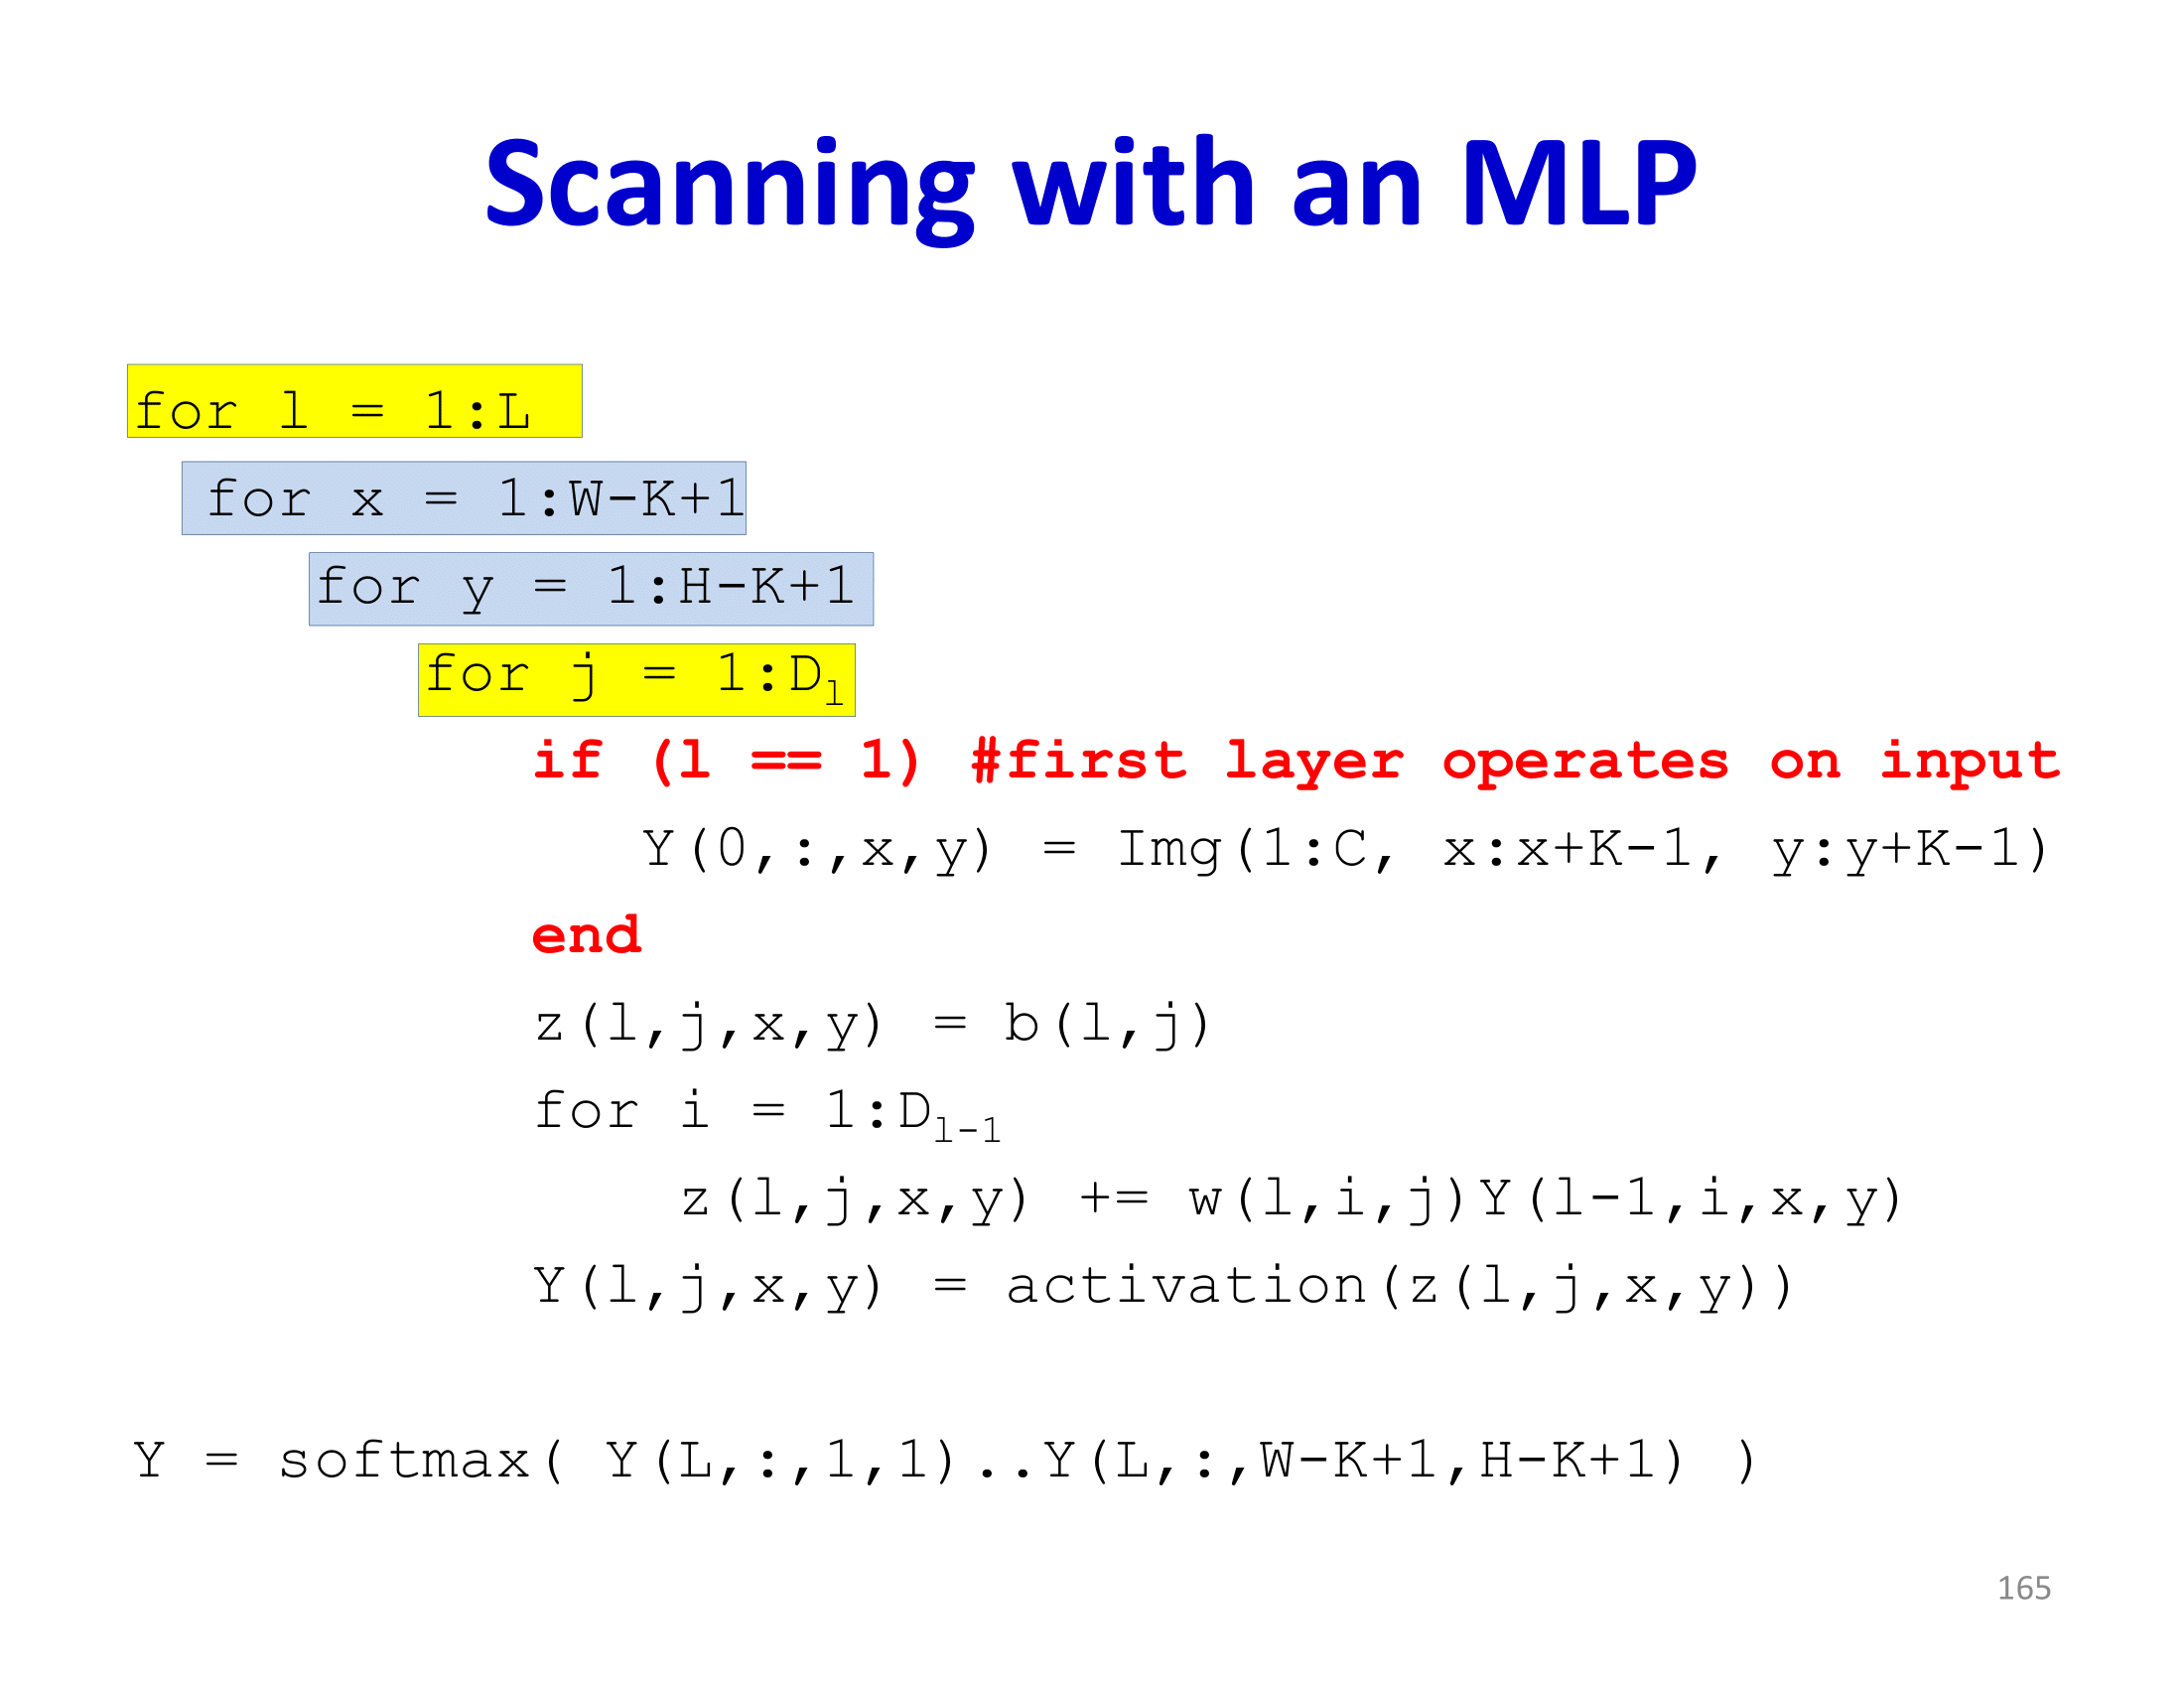 Scanning with an MLP
for l = 1:L
for x = 1:W-K+1
for y = 1:H-K+1
for j = 1:Dl
if (l == 1) #first layer operates on input
Y(0,:,x,y) = Img(1:C, x:x+K-1, y:y+K-1)
end
z(l,j,x,y) = b(l,j)
for i = 1:Dl-1
z(l,j,x,y) += w(l,i,j)Y(l-1,i,x,y)
Y(l,j,x,y) = activation(z(l,j,x,y))
Y = softmax( Y(L,:,1,1)..Y(L,:,W-K+1,H-K+1) )
165